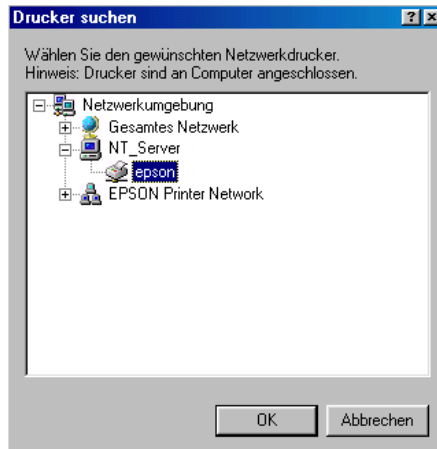 Drucker suchen
Wählen Sie den gewünschten Netzwerkdrucker.
Hinweis: Drucker sind an Computer angeschlossen.
Netzwerkumgebung
Gesamtes Netzwerk
NT_Server
epson
EPSON Printer Network
OK
Abbrechen